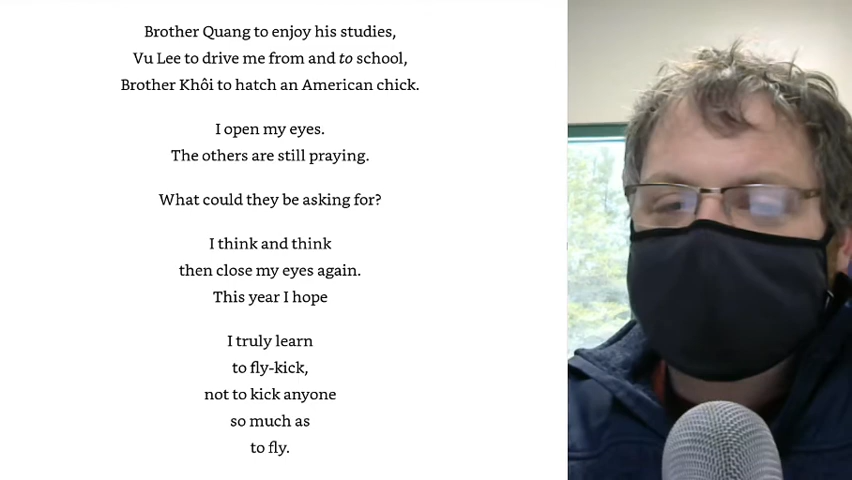 Brother Quang to enjoy his studies,
Vu Lee to drive me from and to school,
Brother Khôi to hatch an American chick.
I open my eyes.
The others are still praying.
What could they be asking for?
I think and think
then close my eyes again.
This year I hope
I truly learn
to fly-kick,
not to kick anyone
so much as
to fly.